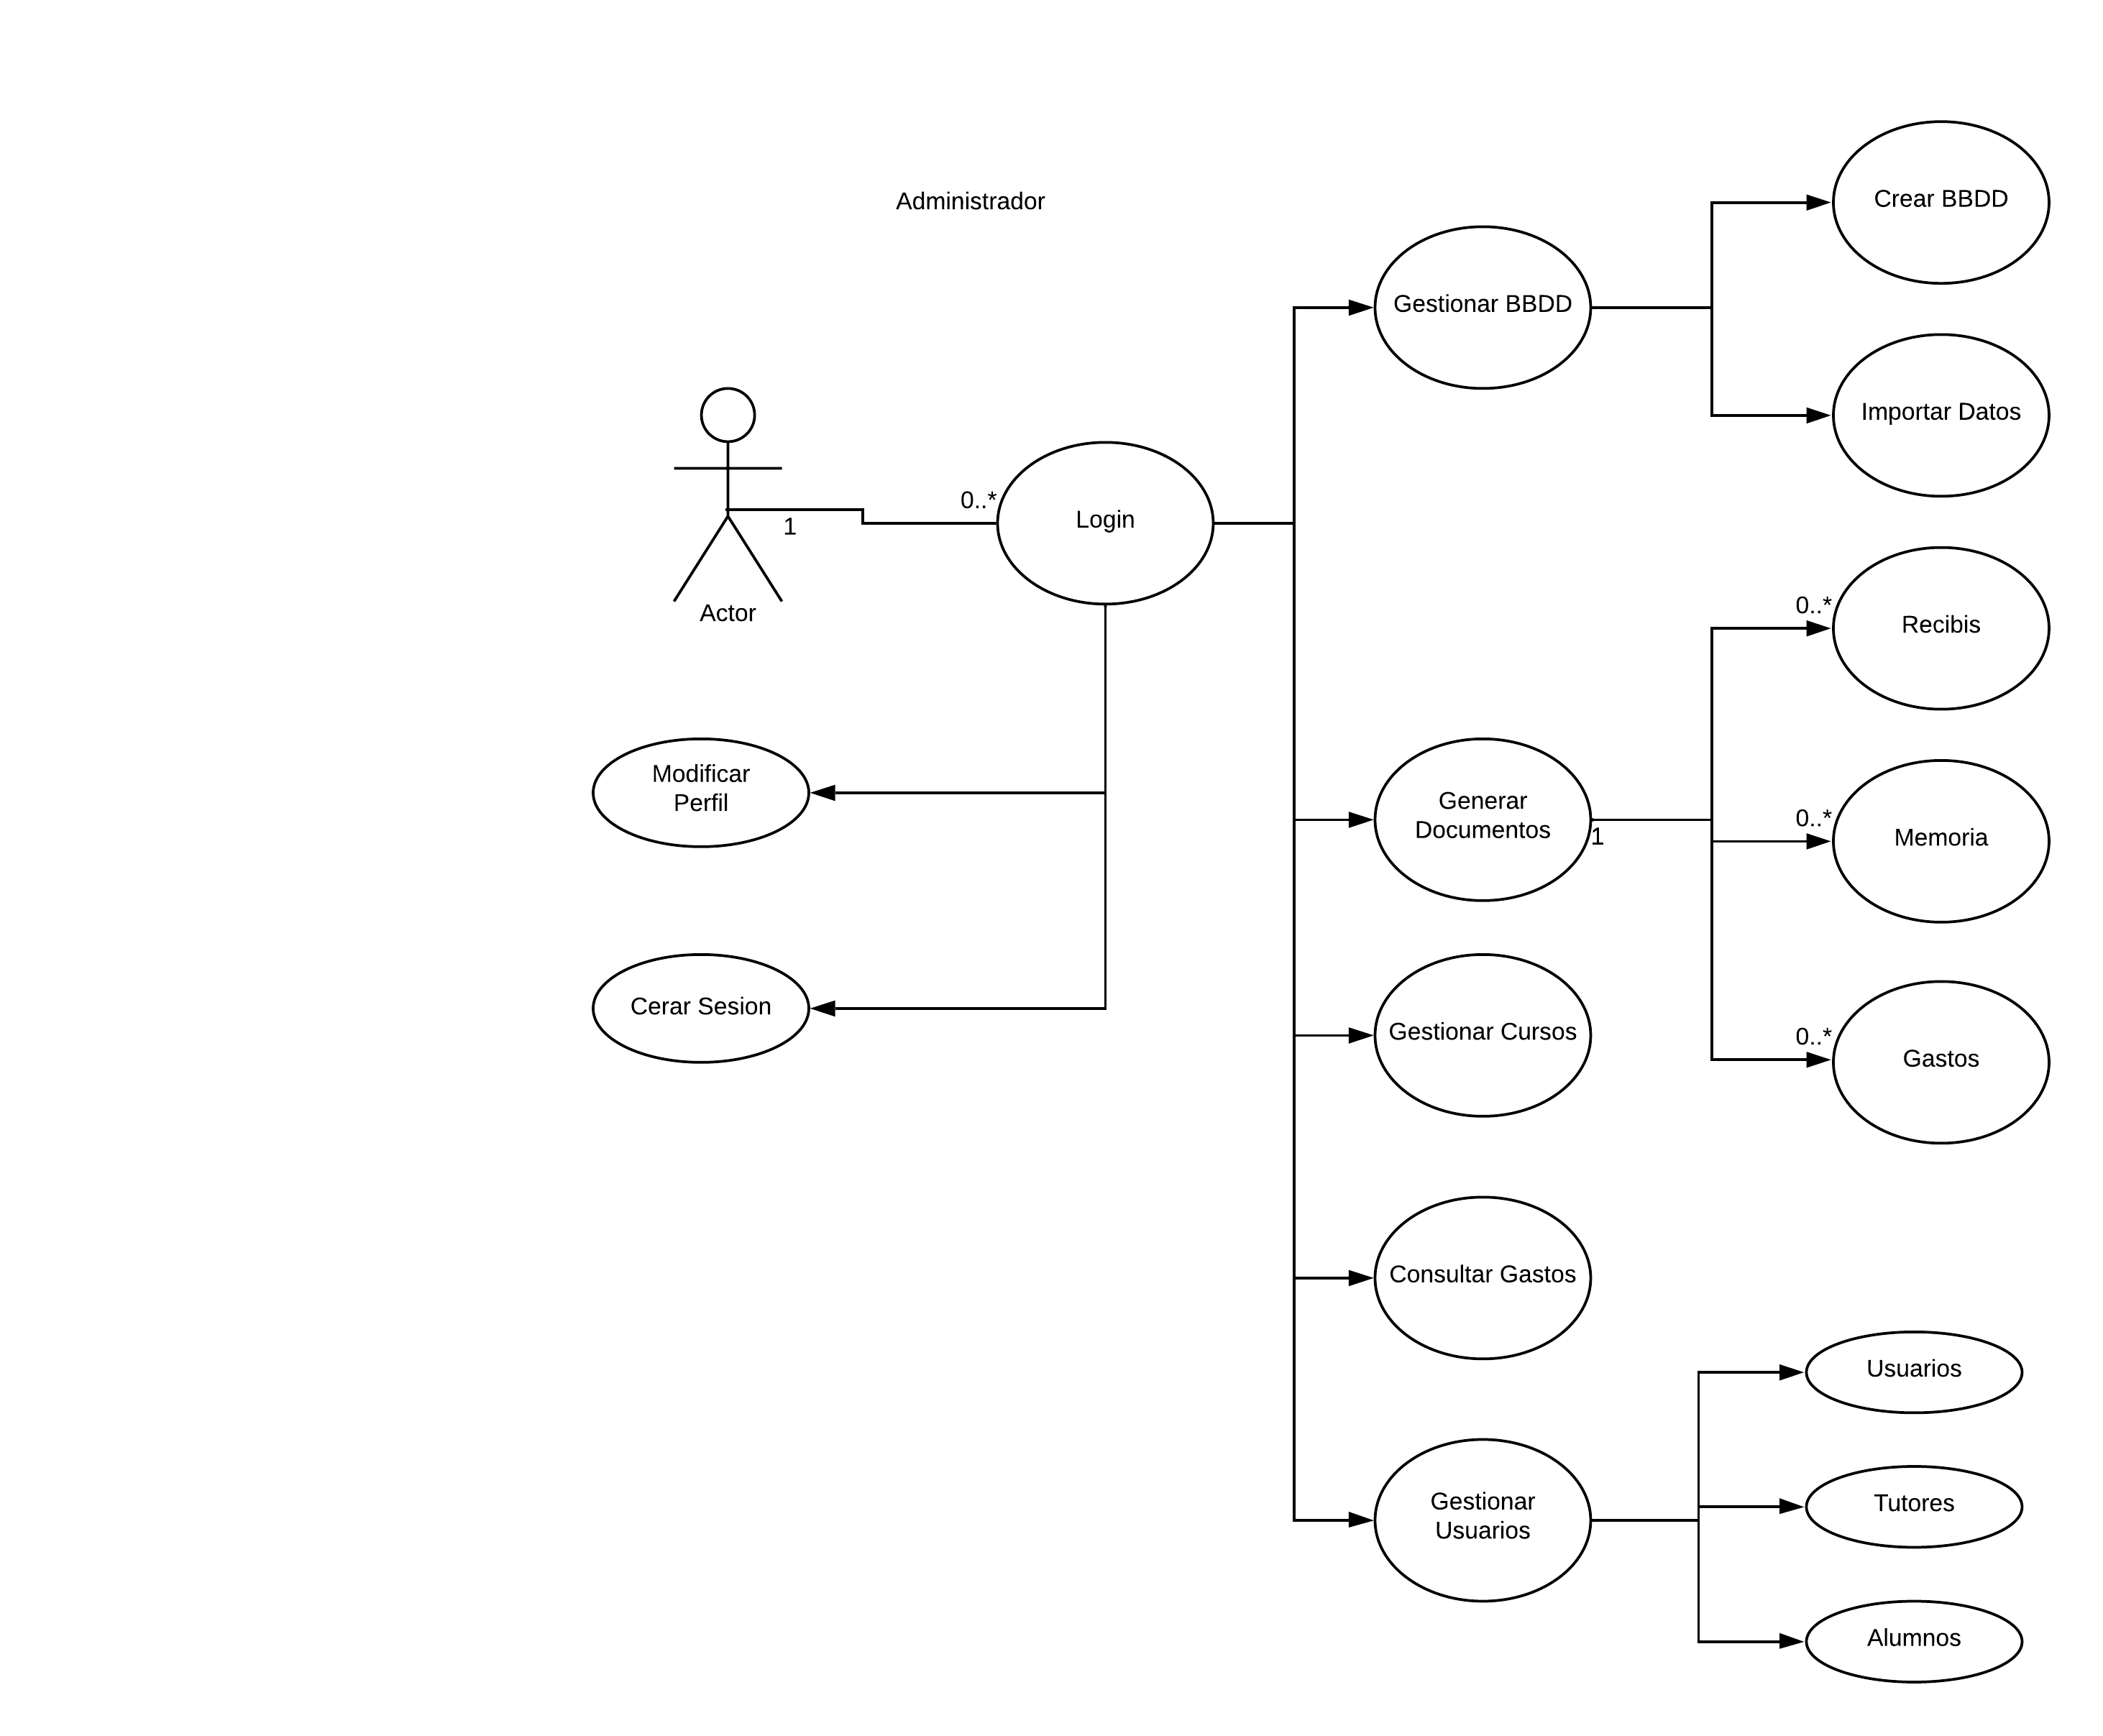 Administrador
Crear BBDD
Gestionar BBDD
Importar Datos
0..*
Login
1
Actor
0..*
Recibis
Modificar
Perfil
Generar
Documentos
1
0..*
Memoria
Cerar Sesion
Gestionar Cursos
0..*
Gastos
Consultar Gastos
Usuarios
Gestionar
Usuarios
Tutores
Alumnos